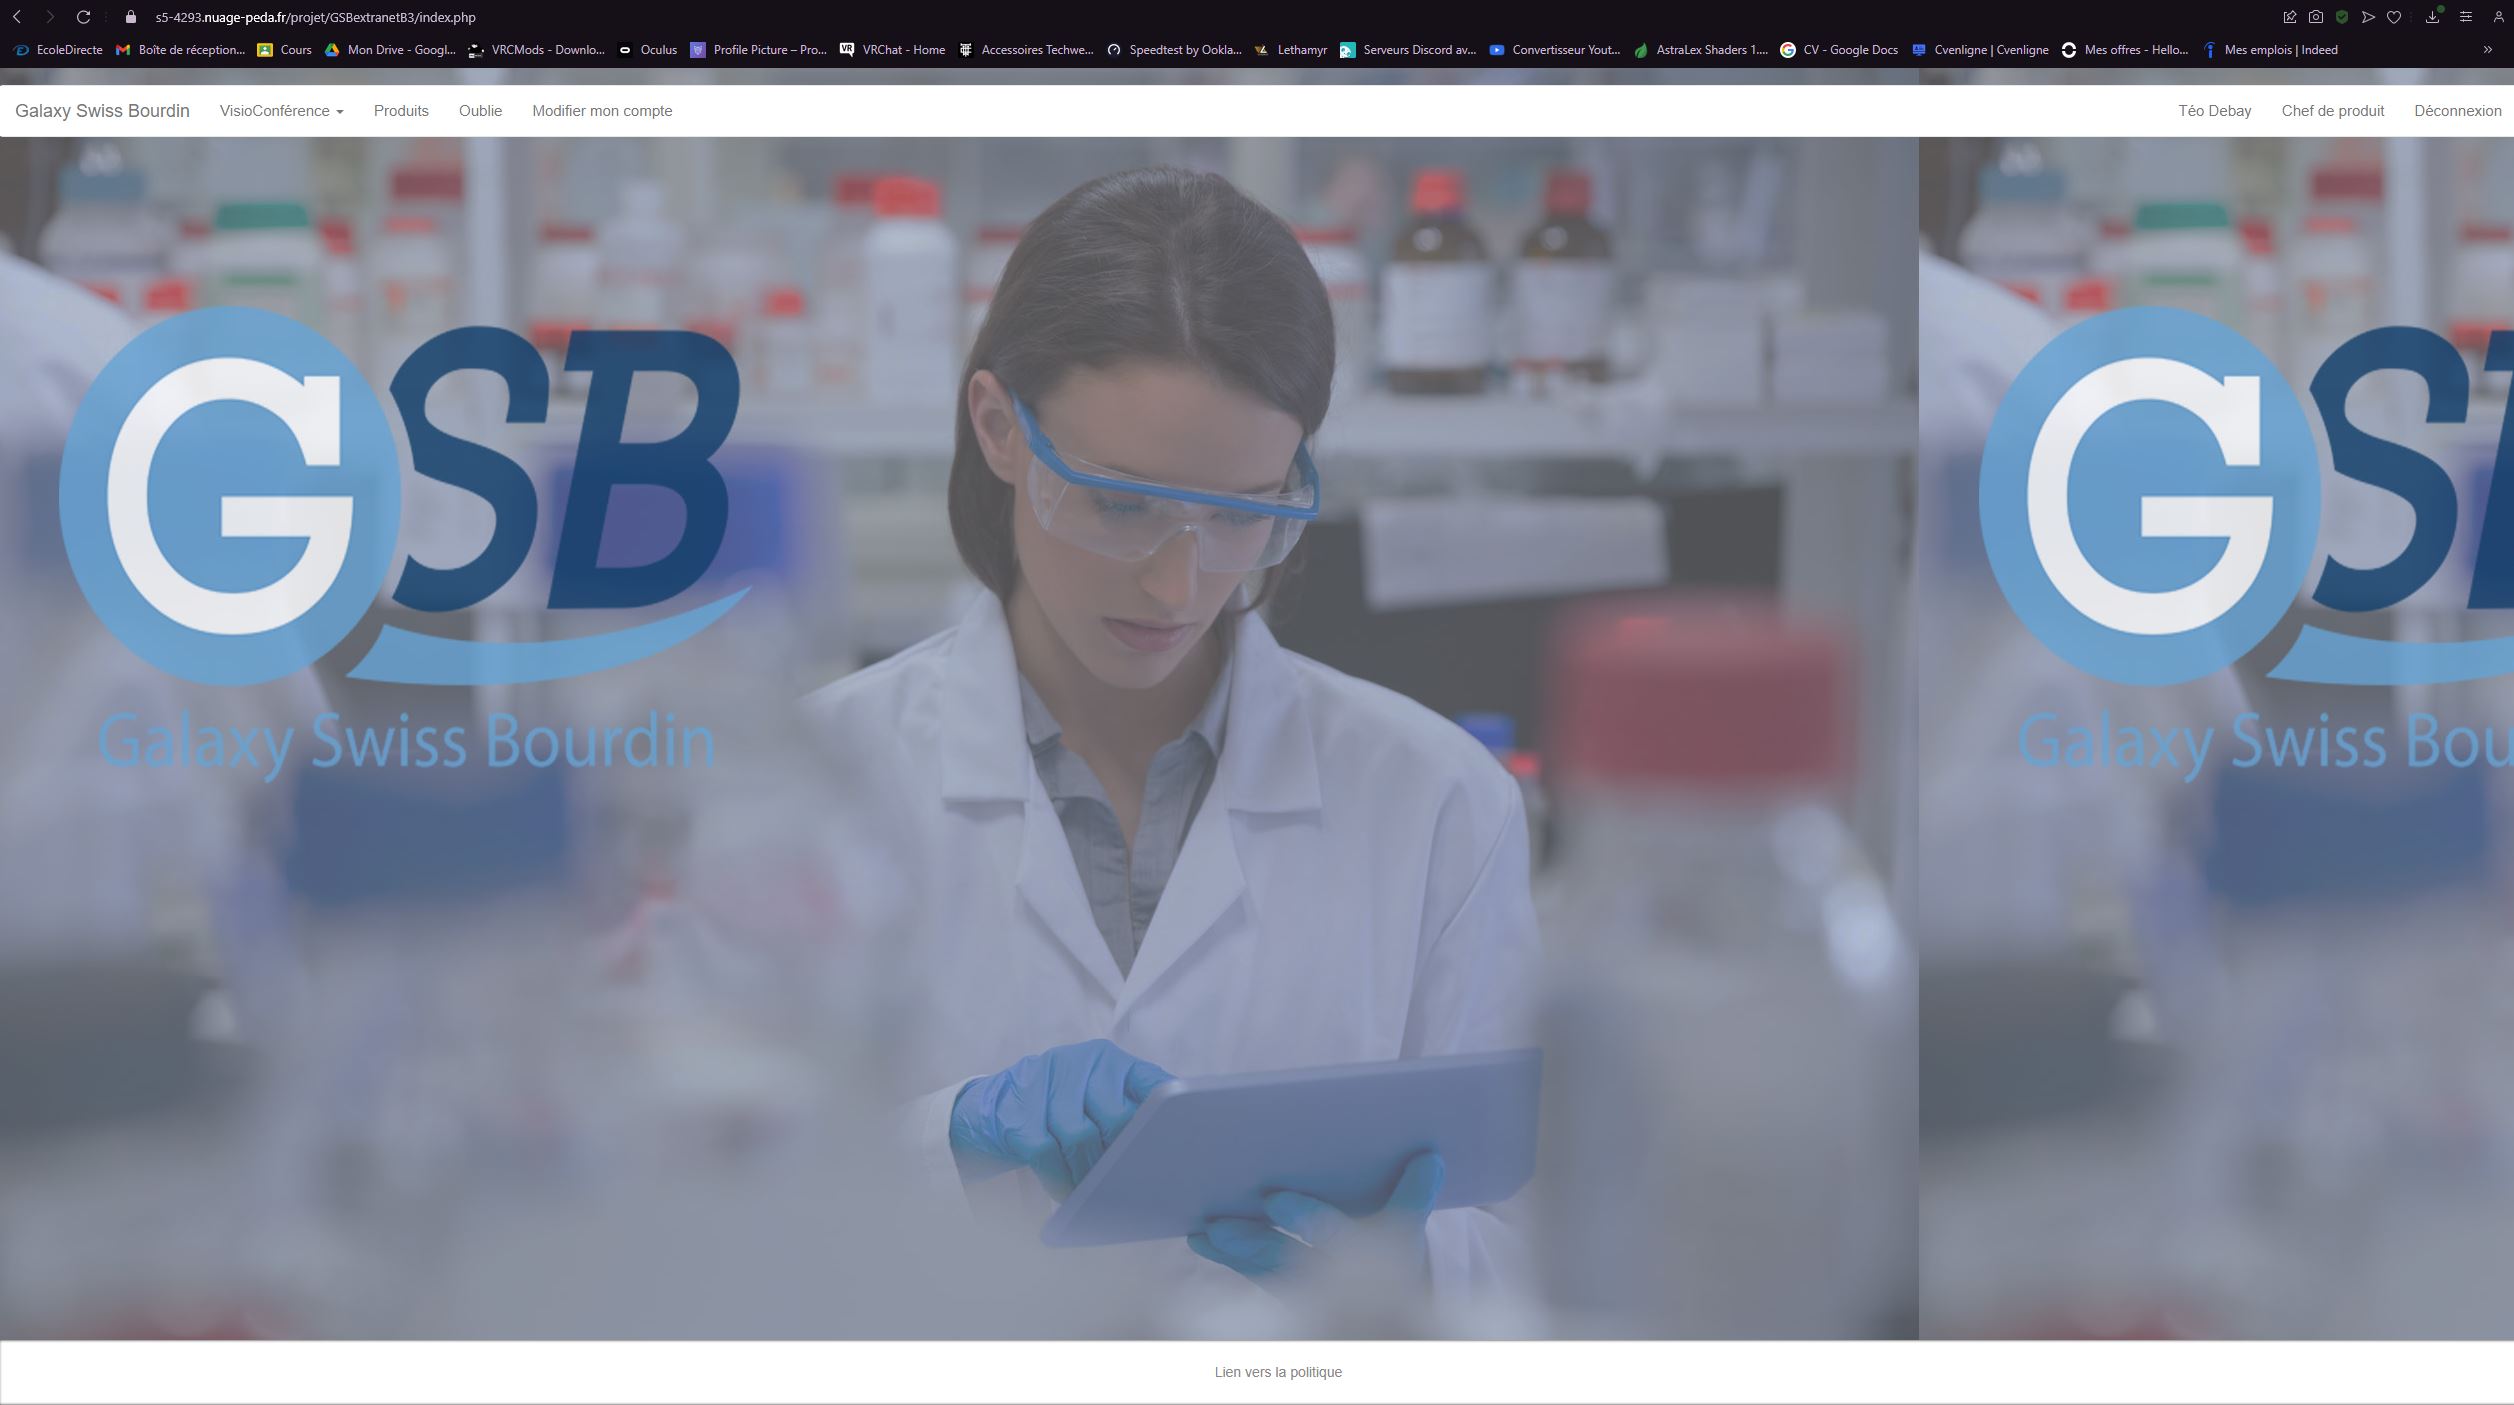 s5-4293.nuage-peda.fr/projet/GSBextranetB3/index.php
EcoleDirecte Boîte de réception... Cours Mon Drive - Googl... VRCMods - Downlo... Oculus Profile Picture – Pro... VRChat - Home Accessoires Techwe... Speedtest by Ookla... Lethamyr Serveurs Discord av... Convertisseur Yout... AstraLex Shaders 1.... CV - Google Docs Cvenligne | Cvenligne Mes offres - Hello... Mes emplois | Indeed
Galaxy Swiss Bourdin VisioConférence Produits Oublie Modifier mon compte Téo Debay Chef de produit Déconnexion
GSB GS
Galaxy Swiss Bourdin Galaxy Swiss Bou
Lien vers la politique